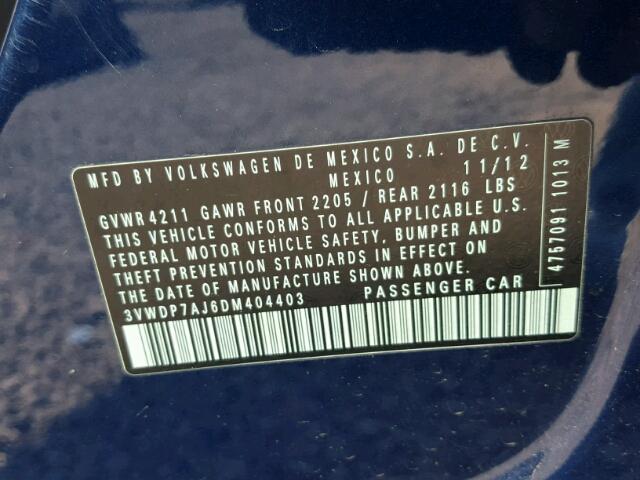 MFD BY VOLKSWAGEN DE MEXICO S.A. DE C.V.
MEXICO 11/12
GVWR 4211 GAWR FRONT 2205 / REAR 2116 LBS
THIS VEHICLE CONFORMS TO ALL APPLICABLE U.S.
FEDERAL MOTOR VEHICLE SAFETY, BUMPER AND
THEFT PREVENTION STANDARDS IN EFFECT ON
THE DATE OF MANUFACTURE SHOWN ABOVE.
3VWDP7AJ6DM404403 PASSENGER CAR
4757091 1013 M